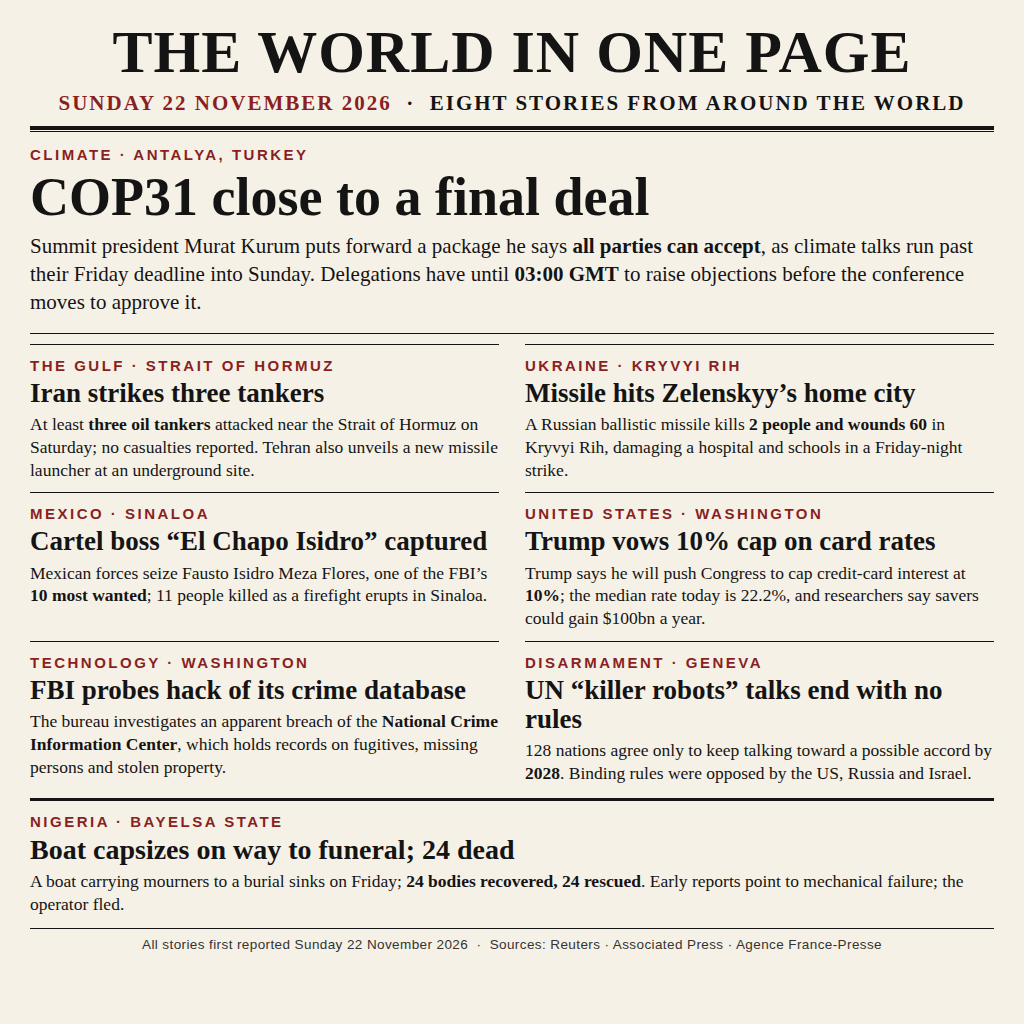 THE WORLD IN ONE PAGE
SUNDAY 22 NOVEMBER 2026 · EIGHT STORIES FROM AROUND THE WORLD
CLIMATE · ANTALYA, TURKEY
COP31 close to a final deal
Summit president Murat Kurum puts forward a package he says all parties can accept, as climate talks run past
their Friday deadline into Sunday. Delegations have until 03:00 GMT to raise objections before the conference
moves to approve it.
THE GULF · STRAIT OF HORMUZ
Iran strikes three tankers
At least three oil tankers attacked near the Strait of Hormuz on
Saturday; no casualties reported. Tehran also unveils a new missile
launcher at an underground site.
UKRAINE · KRYVYI RIH
Missile hits Zelenskyy’s home city
A Russian ballistic missile kills 2 people and wounds 60 in
Kryvyi Rih, damaging a hospital and schools in a Friday-night
strike.
MEXICO · SINALOA
Cartel boss “El Chapo Isidro” captured
Mexican forces seize Fausto Isidro Meza Flores, one of the FBI’s
10 most wanted; 11 people killed as a firefight erupts in Sinaloa.
UNITED STATES · WASHINGTON
Trump vows 10% cap on card rates
Trump says he will push Congress to cap credit-card interest at
10%; the median rate today is 22.2%, and researchers say savers
could gain $100bn a year.
TECHNOLOGY · WASHINGTON
FBI probes hack of its crime database
The bureau investigates an apparent breach of the National Crime
Information Center, which holds records on fugitives, missing
persons and stolen property.
DISARMAMENT · GENEVA
UN “killer robots” talks end with no
rules
128 nations agree only to keep talking toward a possible accord by
2028. Binding rules were opposed by the US, Russia and Israel.
NIGERIA · BAYELSA STATE
Boat capsizes on way to funeral; 24 dead
A boat carrying mourners to a burial sinks on Friday; 24 bodies recovered, 24 rescued. Early reports point to mechanical failure; the
operator fled.
All stories first reported Sunday 22 November 2026 · Sources: Reuters · Associated Press · Agence France-Presse